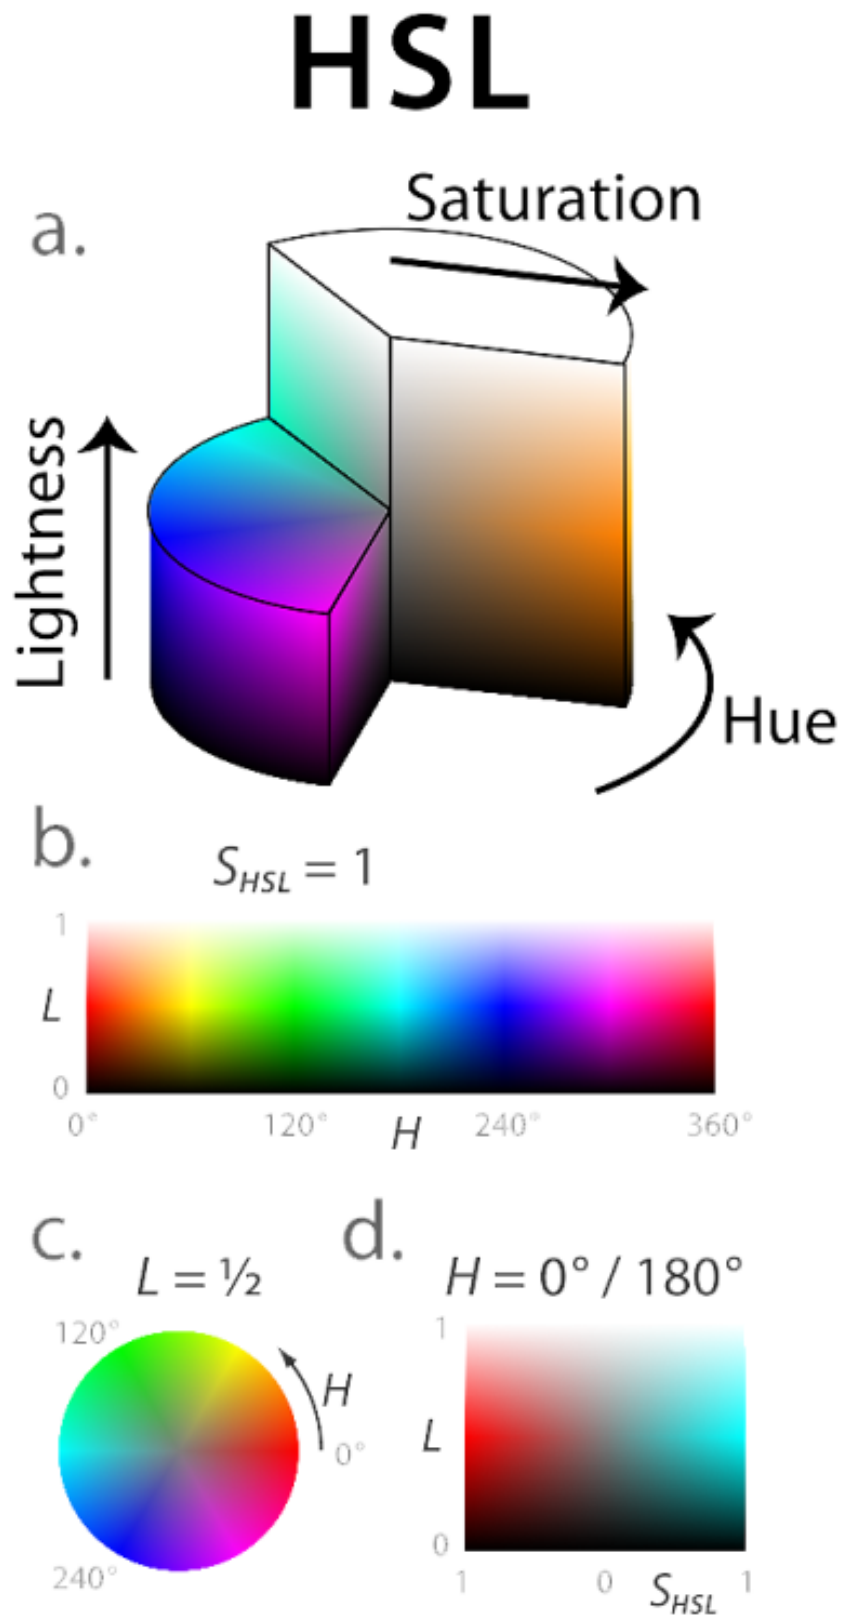 HSL
a.
Saturation
Lightness
Hue
b.
S_HSL = 1
1
L
0
0°
120°
H
240°
360°
c.
L = ½
120°
H
0°
240°
d.
H = 0° / 180°
1
L
0
1
0
S_HSL
1